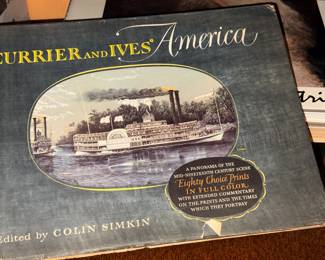 CURRIER AND IVES' America
A PANORAMA OF THE
MID-NINETEENTH CENTURY SCENE
Eighty Choice Prints
IN FULL COLOR,
WITH EXTENDED COMMENTARY
ON THE PRINTS AND THE TIMES
WHICH THEY PORTRAY
Edited by COLIN SIMKIN